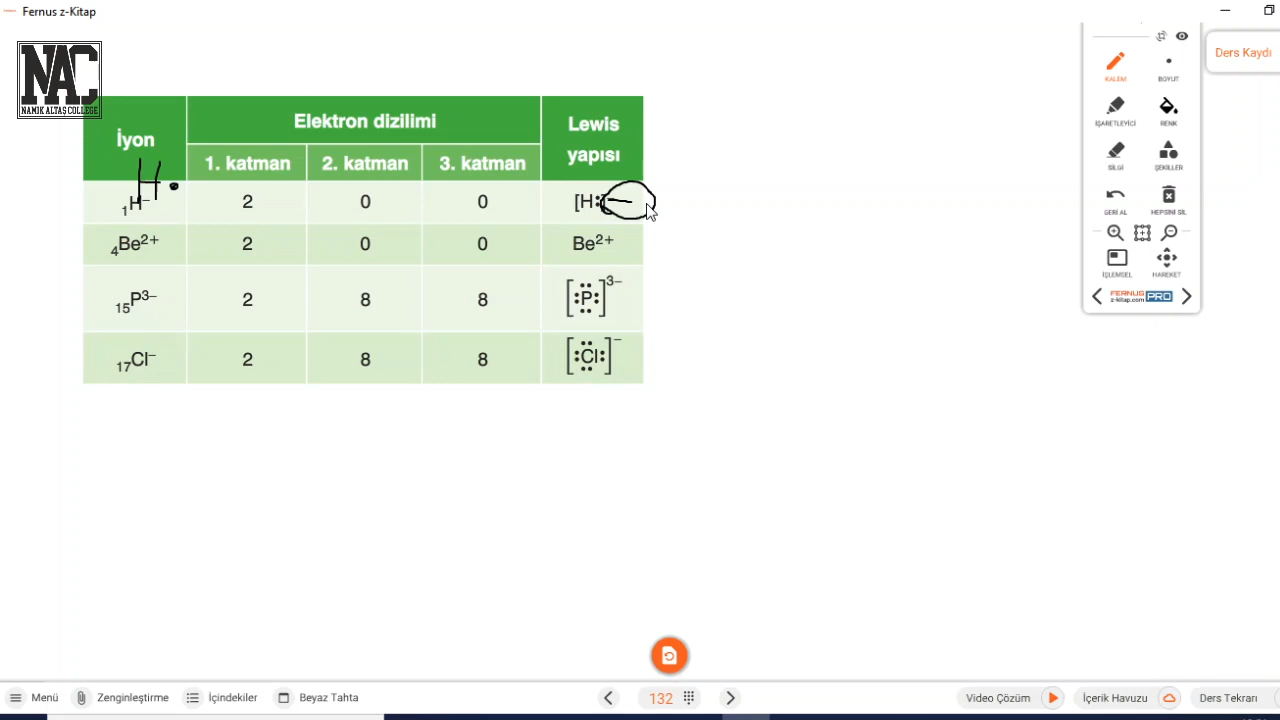 Fernus z-Kitap
NAC
NAMIK ALTAŞ COLLEGE
Ders Kaydı
KALEM
BOYUT
İŞARETLEYİCİ
RENK
SİLGİ
ŞEKİLLER
GERİ AL
HEPSİNİ SİL
İŞLEMSEL
HAREKET
FERNUS
z-kitap.com PRO
İyon
Elektron dizilimi
Lewis yapısı
1. katman 2. katman 3. katman
H·
₁H⁻ 2 0 0 [H:]⁻
₄Be²⁺ 2 0 0 Be²⁺
₁₅P³⁻ 2 8 8 [P]³⁻
₁₇Cl⁻ 2 8 8 [Cl]⁻
Menü
Zenginleştirme
İçindekiler
Beyaz Tahta
132
Video Çözüm
İçerik Havuzu
Ders Tekrarı